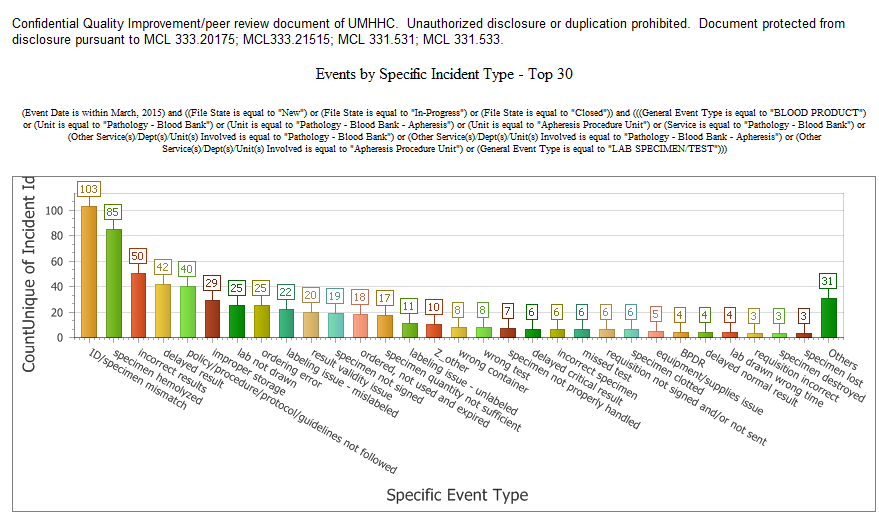 Confidential Quality Improvement/peer review document of UMHHC.  Unauthorized disclosure or duplication prohibited.  Document protected from
disclosure pursuant to MCL 333.20175; MCL333.21515; MCL 331.531; MCL 331.533.
Events by Specific Incident Type - Top 30
(Event Date is within March, 2015) and ((File State is equal to "New") or (File State is equal to "In-Progress") or (File State is equal to "Closed")) and (((General Event Type is equal to "BLOOD PRODUCT")
or (Unit is equal to "Pathology - Blood Bank") or (Unit is equal to "Pathology - Blood Bank - Apheresis") or (Unit is equal to "Apheresis Procedure Unit") or (Service is equal to "Pathology - Blood Bank") or
(Other Service(s)/Dept(s)/Unit(s) Involved is equal to "Pathology - Blood Bank") or (Other Service(s)/Dept(s)/Unit(s) Involved is equal to "Pathology - Blood Bank - Apheresis") or (Other
Service(s)/Dept(s)/Unit(s) Involved is equal to "Apheresis Procedure Unit") or (General Event Type is equal to "LAB SPECIMEN/TEST")))
CountUnique of Incident Id
100
80
60
40
20
0
103
85
50
42
40
29
25
25
22
20
19
18
17
11
10
8
8
7
6
6
6
6
6
5
4
4
4
3
3
3
31
ID/specimen mismatch
specimen hemolyzed
incorrect results
delayed result
policy/procedure/protocol/guidelines not followed
improper storage
lab not drawn
ordering error
labeling issue - mislabeled
result validity issue
specimen not signed
ordered, not used and expired
specimen quantity not sufficient
labeling issue - unlabeled
Z_other
wrong container
wrong test
specimen not properly handled
delayed critical result
incorrect specimen
missed test
requisition not signed and/or not sent
specimen clotted
equipment/supplies issue
BPDR
delayed normal result
lab drawn wrong time
requisition incorrect
specimen destroyed
specimen lost
Others
Specific Event Type